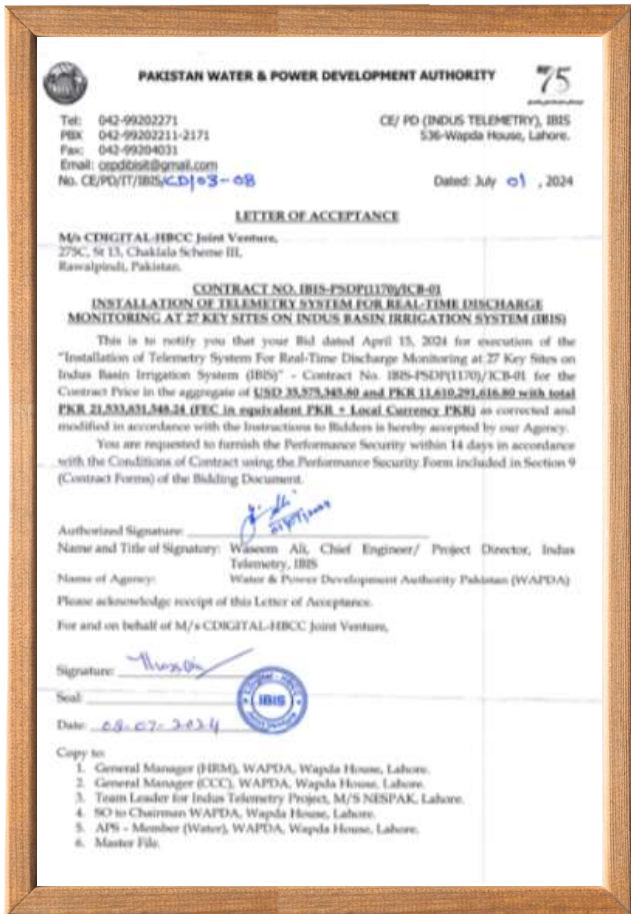 PAKISTAN WATER & POWER DEVELOPMENT AUTHORITY
75
Tel: 042-99202271
PBX 042-99202211-2171
Fax: 042-99204031
Email: cepdibisit@gmail.com
No. CE/PD/IT/IBIS/CD/03-08
CE/ PD (INDUS TELEMETRY), IBIS
536-Wapda House, Lahore.
Dated: July 01 , 2024
LETTER OF ACCEPTANCE
M/s CDIGITAL-HBCC Joint Venture,
275C, St 13, Chaklala Scheme III,
Rawalpindi, Pakistan.
CONTRACT NO. IBIS-PSDP(1170)/ICB-01
INSTALLATION OF TELEMETRY SYSTEM FOR REAL-TIME DISCHARGE
MONITORING AT 27 KEY SITES ON INDUS BASIN IRRIGATION SYSTEM (IBIS)
This is to notify you that your Bid dated April 15, 2024 for execution of the
"Installation of Telemetry System For Real-Time Discharge Monitoring at 27 Key Sites on
Indus Basin Irrigation System (IBIS)" - Contract No. IBIS-PSDP(1170)/ICB-01 for the
Contract Price in the aggregate of USD 35,575,345.80 and PKR 11,610,291,616.80 with total
PKR 21,533,831,348.24 (FEC in equivalent PKR + Local Currency PKR) as corrected and
modified in accordance with the Instructions to Bidders is hereby accepted by our Agency.
You are requested to furnish the Performance Security within 14 days in accordance
with the Conditions of Contract using the Performance Security Form included in Section 9
(Contract Forms) of the Bidding Document.
Authorized Signature:
Name and Title of Signatory: Waseem Ali, Chief Engineer/ Project Director, Indus
Telemetry, IBIS
Name of Agency: Water & Power Development Authority Pakistan (WAPDA)
Please acknowledge receipt of this Letter of Acceptance.
For and on behalf of M/s CDIGITAL-HBCC Joint Venture,
Signature:
Seal:
IBIS
Date: 08-07-2024
Copy to:
1. General Manager (HRM), WAPDA, Wapda House, Lahore.
2. General Manager (CCC), WAPDA, Wapda House, Lahore.
3. Team Leader for Indus Telemetry Project, M/S NESPAK, Lahore.
4. SO to Chairman WAPDA, Wapda House, Lahore.
5. APS - Member (Water), WAPDA, Wapda House, Lahore.
6. Master File.